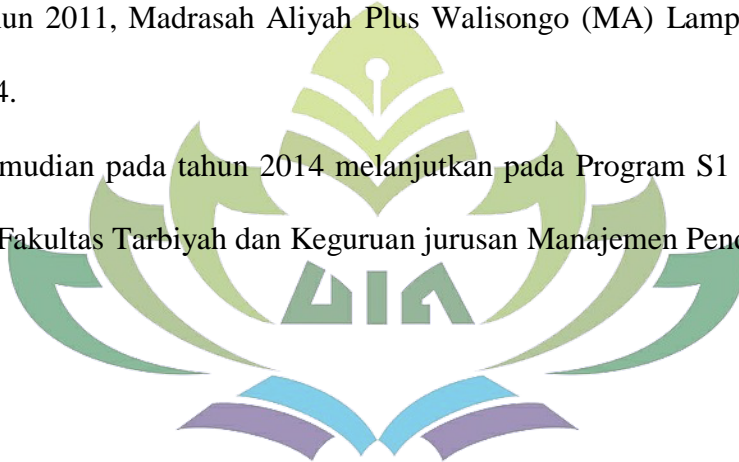 un 2011, Madrasah Aliyah Plus Walisongo (MA) Lamp
4.
mudian pada tahun 2014 melanjutkan pada Program S1
Fakultas Tarbiyah dan Keguruan jurusan Manajemen Pend
UIN